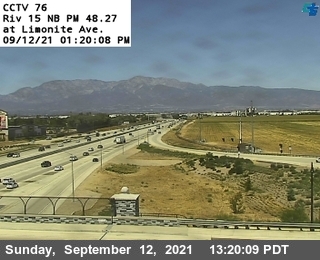 CCTV 76
Riv 15 NB PM 48.27
at Limonite Ave.
09/12/21 01:20:08 PM
Sunday, September 12, 2021 13:20:09 PDT